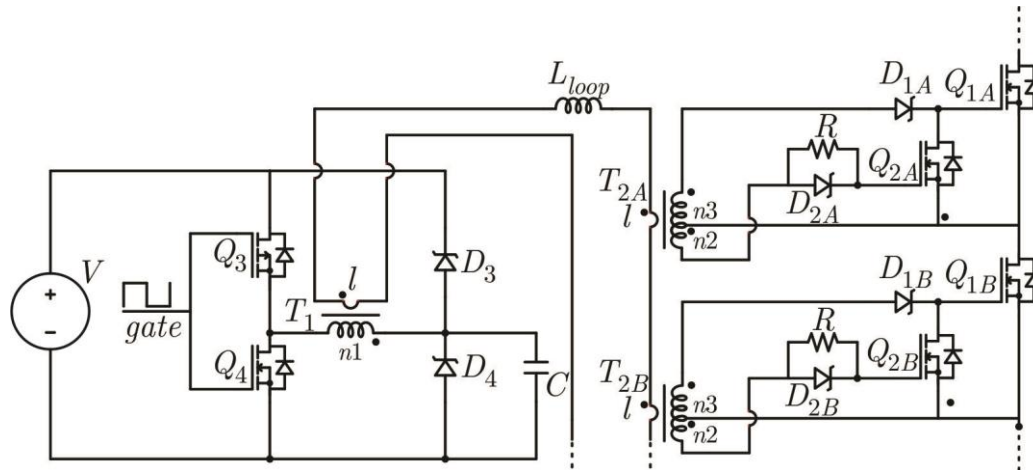 L_loop
D_1A
Q_1A
R
Q_2A
T_2A
l
D_2A
n3
n2
V
+
−
Q_3
l
D_3
gate
T_1
n1
Q_4
D_4
C
D_1B
Q_1B
R
Q_2B
T_2B
l
D_2B
n3
n2